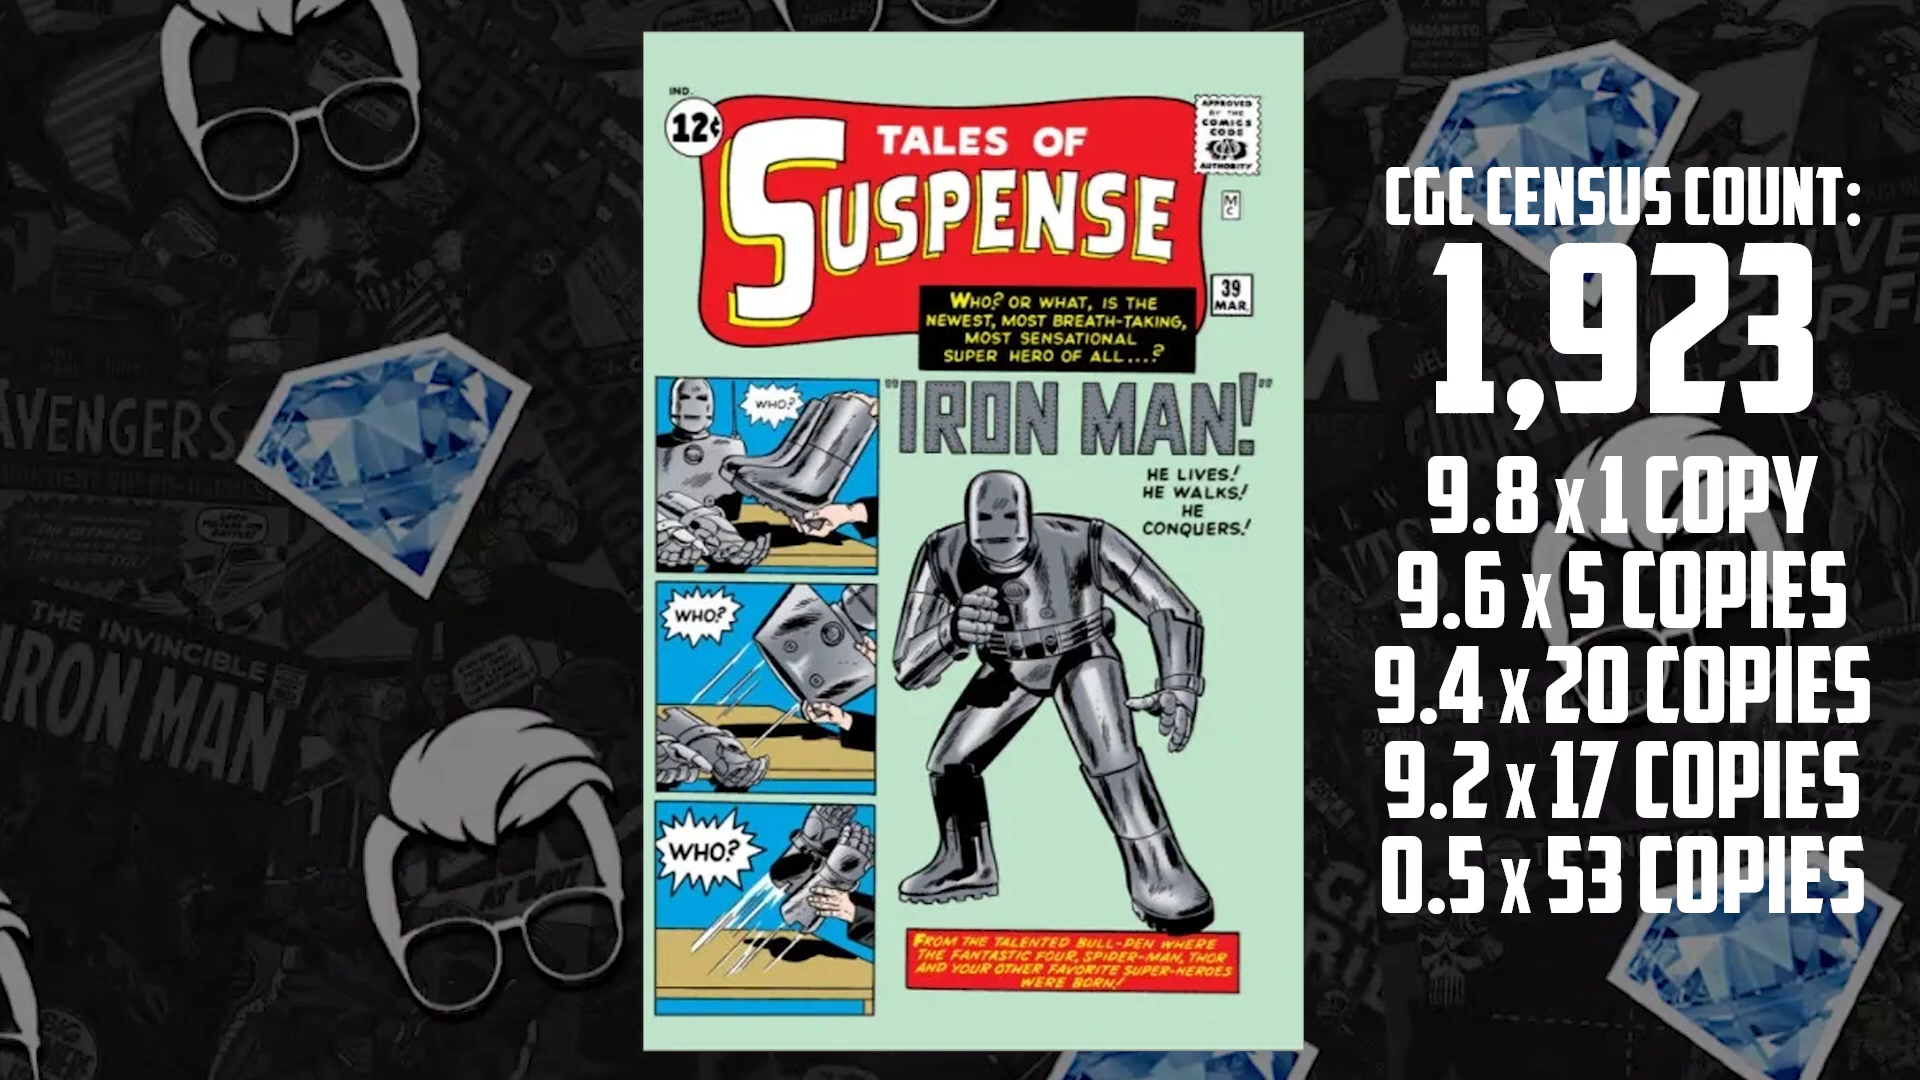 IND.
12¢
TALES OF
SUSPENSE
APPROVED
BY THE
COMICS
CODE
AUTHORITY
M
C
39
MAR.
WHO? OR WHAT, IS THE
NEWEST, MOST BREATH-TAKING,
MOST SENSATIONAL
SUPER HERO OF ALL...?
"IRON MAN!"
HE LIVES!
HE WALKS!
HE
CONQUERS!
WHO?
WHO?
WHO?
FROM THE TALENTED BULL-PEN WHERE
THE FANTASTIC FOUR, SPIDER-MAN, THOR
AND YOUR OTHER FAVORITE SUPER-HEROES
WERE BORN!
CGC CENSUS COUNT:
1,923
9.8 x 1 COPY
9.6 x 5 COPIES
9.4 x 20 COPIES
9.2 x 17 COPIES
0.5 x 53 COPIES
AVENGERS
THE INVINCIBLE
IRON MAN
MAGNETO